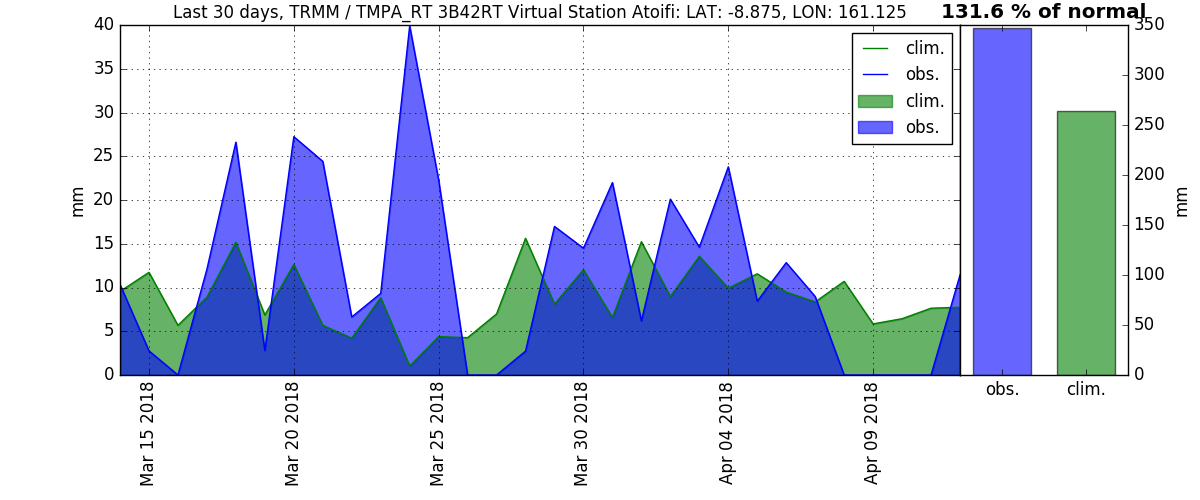 Last 30 days, TRMM / TMPA_RT 3B42RT Virtual Station Atoifi: LAT: -8.875, LON: 161.125
131.6 % of normal
40
35
30
25
20
15
10
5
0
mm
clim.
obs.
clim.
obs.
Mar 15 2018
Mar 20 2018
Mar 25 2018
Mar 30 2018
Apr 04 2018
Apr 09 2018
350
300
250
200
150
100
50
0
mm
obs.
clim.